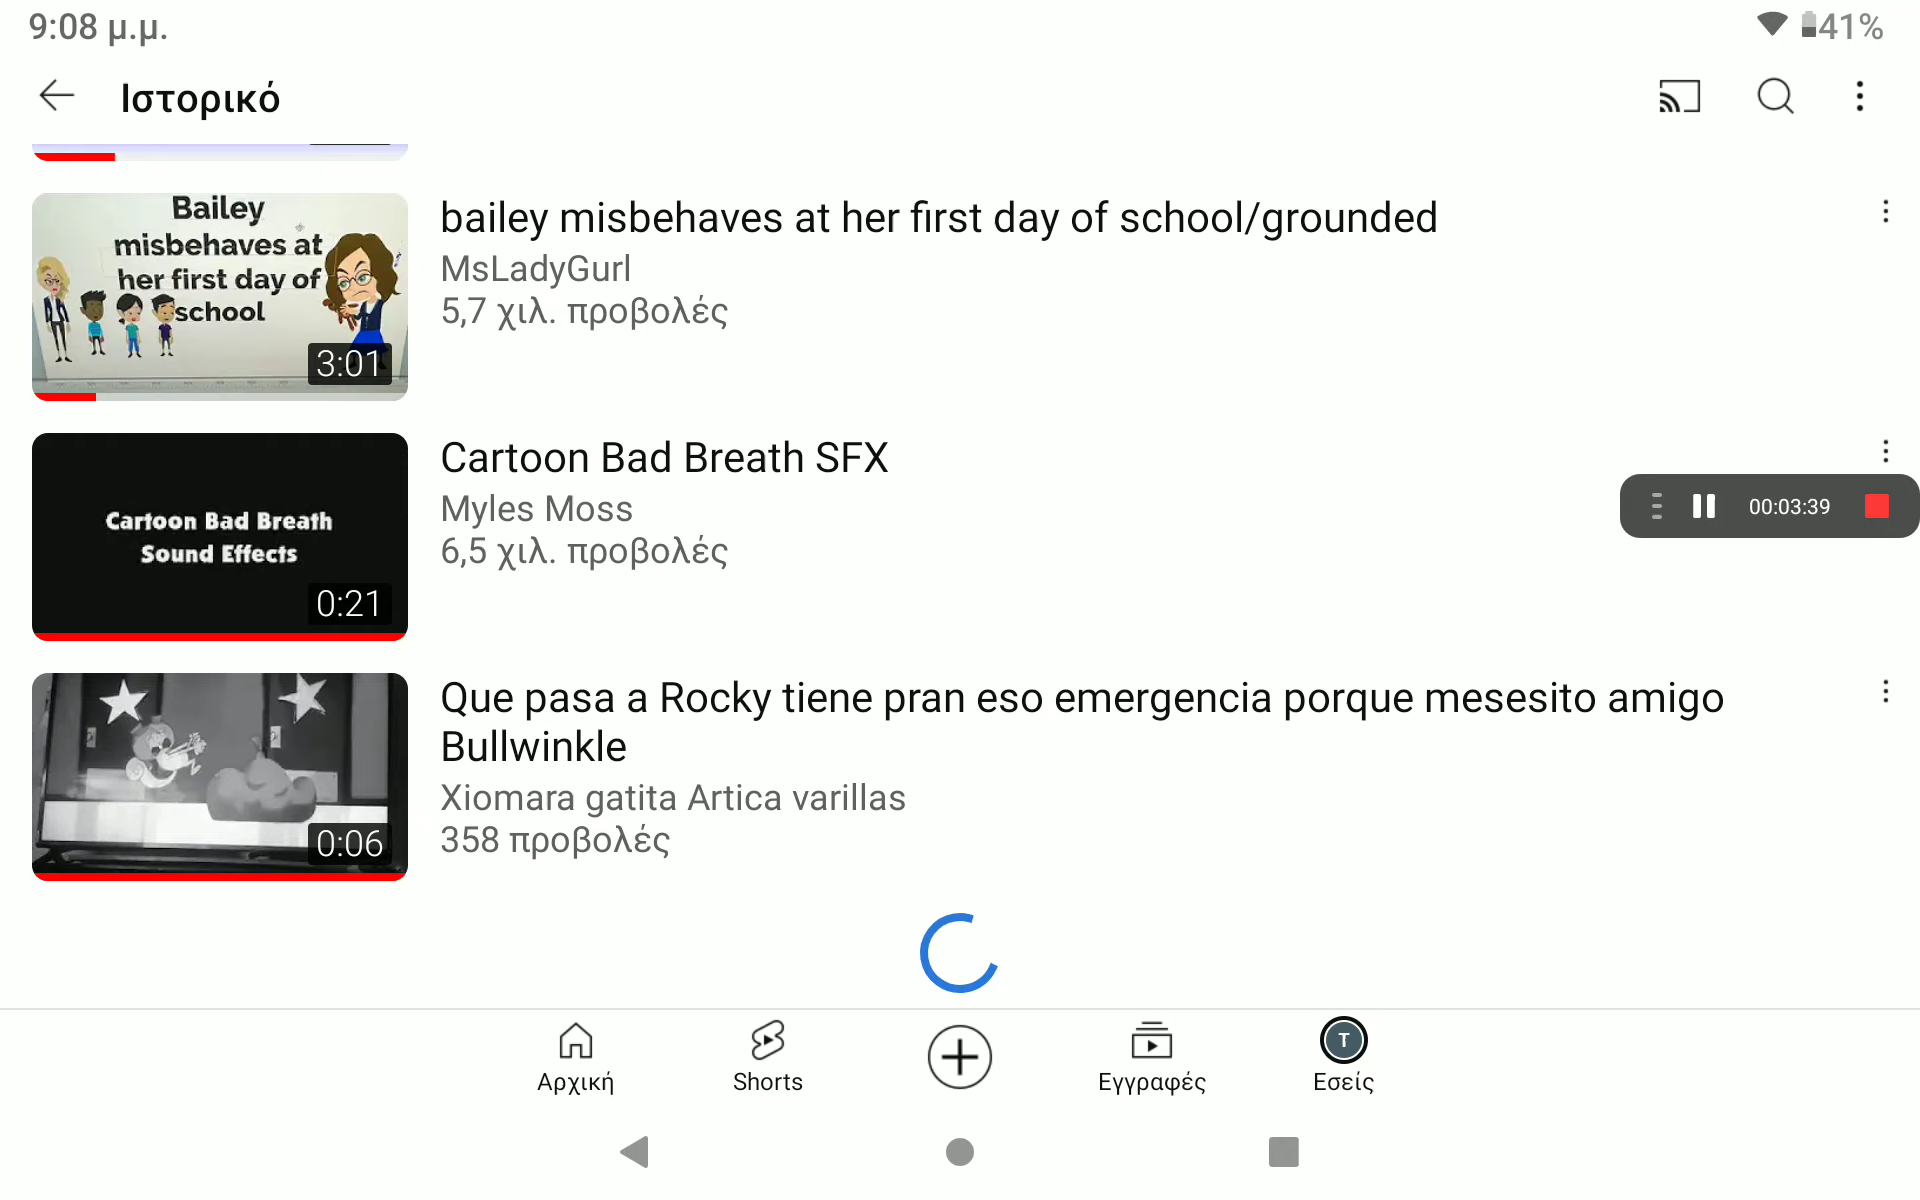 9:08 μ.μ.
41%
Ιστορικό
Bailey
misbehaves at
her first day of
school
3:01
bailey misbehaves at her first day of school/grounded
MsLadyGurl
5,7 χιλ. προβολές
Cartoon Bad Breath
Sound Effects
0:21
Cartoon Bad Breath SFX
Myles Moss
6,5 χιλ. προβολές
00:03:39
0:06
Que pasa a Rocky tiene pran eso emergencia porque mesesito amigo
Bullwinkle
Xiomara gatita Artica varillas
358 προβολές
Αρχική
Shorts
Εγγραφές
T
Εσείς